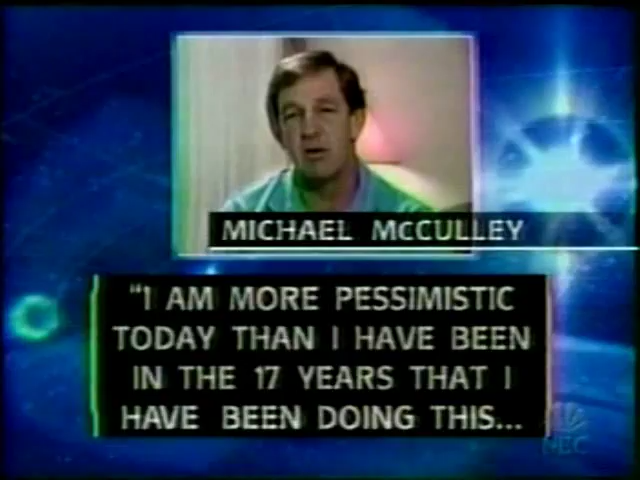 MICHAEL McCULLEY
"I AM MORE PESSIMISTIC
TODAY THAN I HAVE BEEN
IN THE 17 YEARS THAT I
HAVE BEEN DOING THIS...
NBC